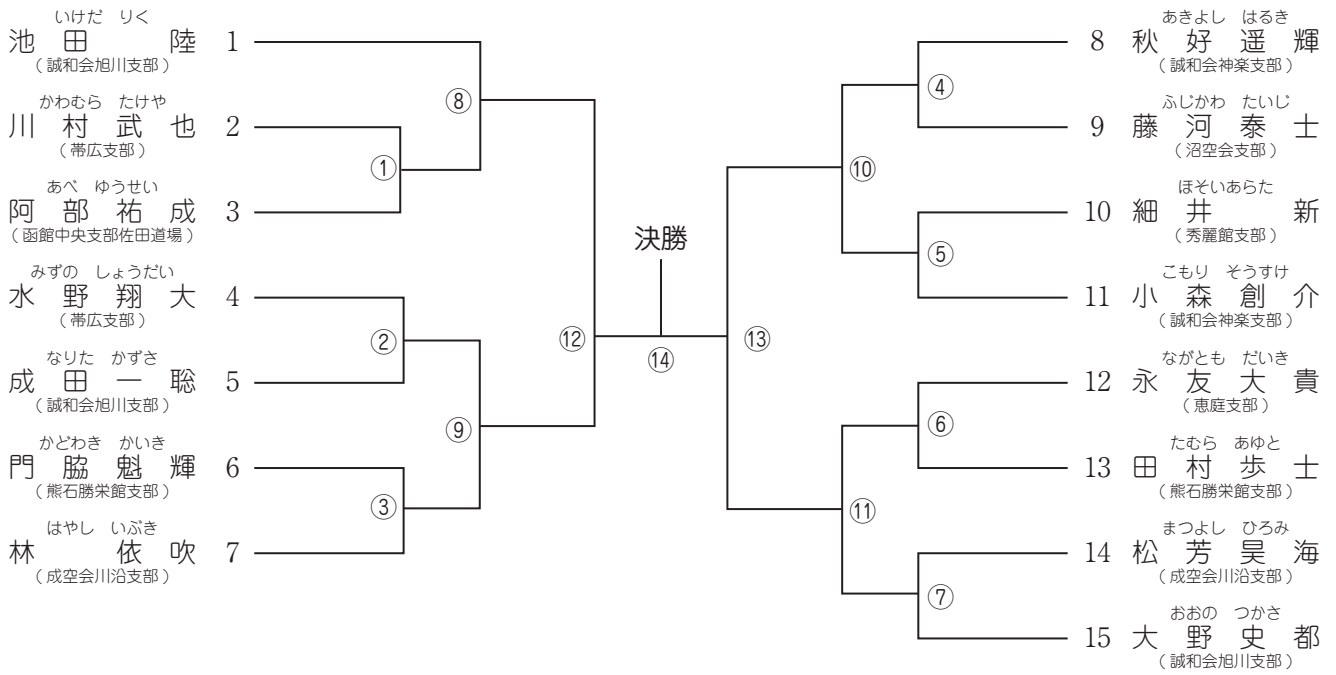 いけだ りく
池田 陸 1
(誠和会旭川支部)
かわむら たけや
川村武也 2
(帯広支部)
あべ ゆうせい
阿部祐成 3
(函館中央支部佐田道場)
みずの しょうだい
水野翔大 4
(帯広支部)
なりた かずさ
成田一聡 5
(誠和会旭川支部)
かどわき かいき
門脇魁輝 6
(熊石勝栄館支部)
はやし いぶき
林 依吹 7
(成空会川沿支部)
⑧
①
②
⑨
③
⑫
決勝
⑭
⑬
④
⑩
⑤
⑥
⑪
⑦
あきよし はるき
8 秋好遥輝
(誠和会神楽支部)
ふじかわ たいじ
9 藤河泰士
(沼空会支部)
ほそいあらた
10 細井 新
(秀麗館支部)
こもり そうすけ
11 小森創介
(誠和会神楽支部)
ながとも だいき
12 永友大貴
(恵庭支部)
たむら あゆと
13 田村歩士
(熊石勝栄館支部)
まつよし ひろみ
14 松芳昊海
(成空会川沿支部)
おおの つかさ
15 大野史都
(誠和会旭川支部)